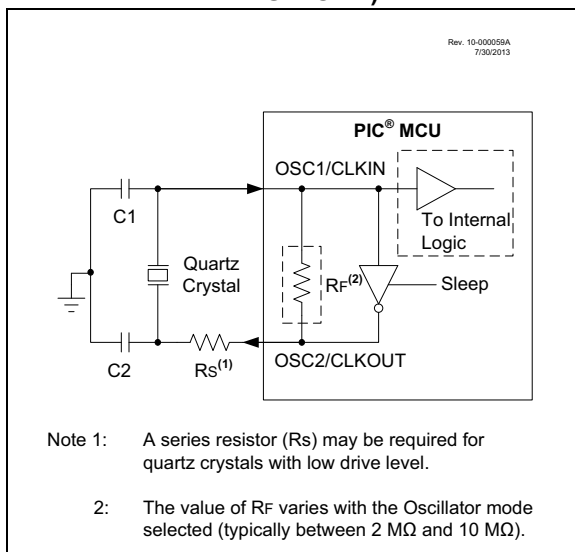 Rev. 10-000059A
7/30/2013
PIC® MCU
OSC1/CLKIN
C1
To Internal
Logic
Quartz
Crystal
RF(2)
Sleep
C2
RS(1)
OSC2/CLKOUT
Note 1: A series resistor (Rs) may be required for
quartz crystals with low drive level.
2: The value of RF varies with the Oscillator mode
selected (typically between 2 MΩ and 10 MΩ).